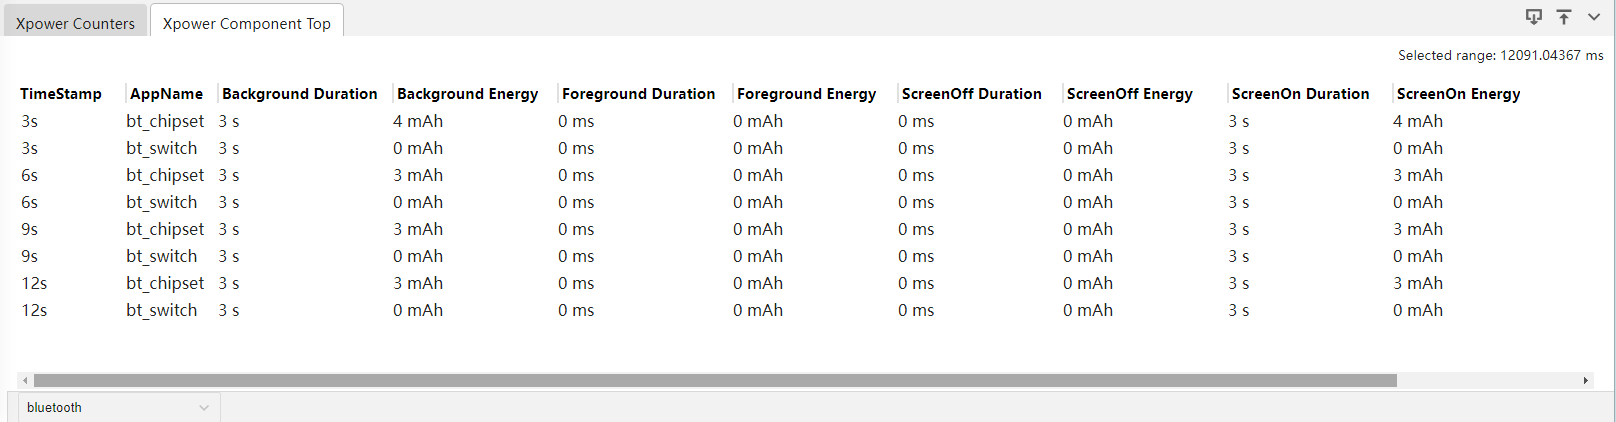 Xpower Counters Xpower Component Top
Selected range: 12091.04367 ms
TimeStamp AppName Background Duration Background Energy Foreground Duration Foreground Energy ScreenOff Duration ScreenOff Energy ScreenOn Duration ScreenOn Energy
3s bt_chipset 3 s 4 mAh 0 ms 0 mAh 0 ms 0 mAh 3 s 4 mAh
3s bt_switch 3 s 0 mAh 0 ms 0 mAh 0 ms 0 mAh 3 s 0 mAh
6s bt_chipset 3 s 3 mAh 0 ms 0 mAh 0 ms 0 mAh 3 s 3 mAh
6s bt_switch 3 s 0 mAh 0 ms 0 mAh 0 ms 0 mAh 3 s 0 mAh
9s bt_chipset 3 s 3 mAh 0 ms 0 mAh 0 ms 0 mAh 3 s 3 mAh
9s bt_switch 3 s 0 mAh 0 ms 0 mAh 0 ms 0 mAh 3 s 0 mAh
12s bt_chipset 3 s 3 mAh 0 ms 0 mAh 0 ms 0 mAh 3 s 3 mAh
12s bt_switch 3 s 0 mAh 0 ms 0 mAh 0 ms 0 mAh 3 s 0 mAh
bluetooth